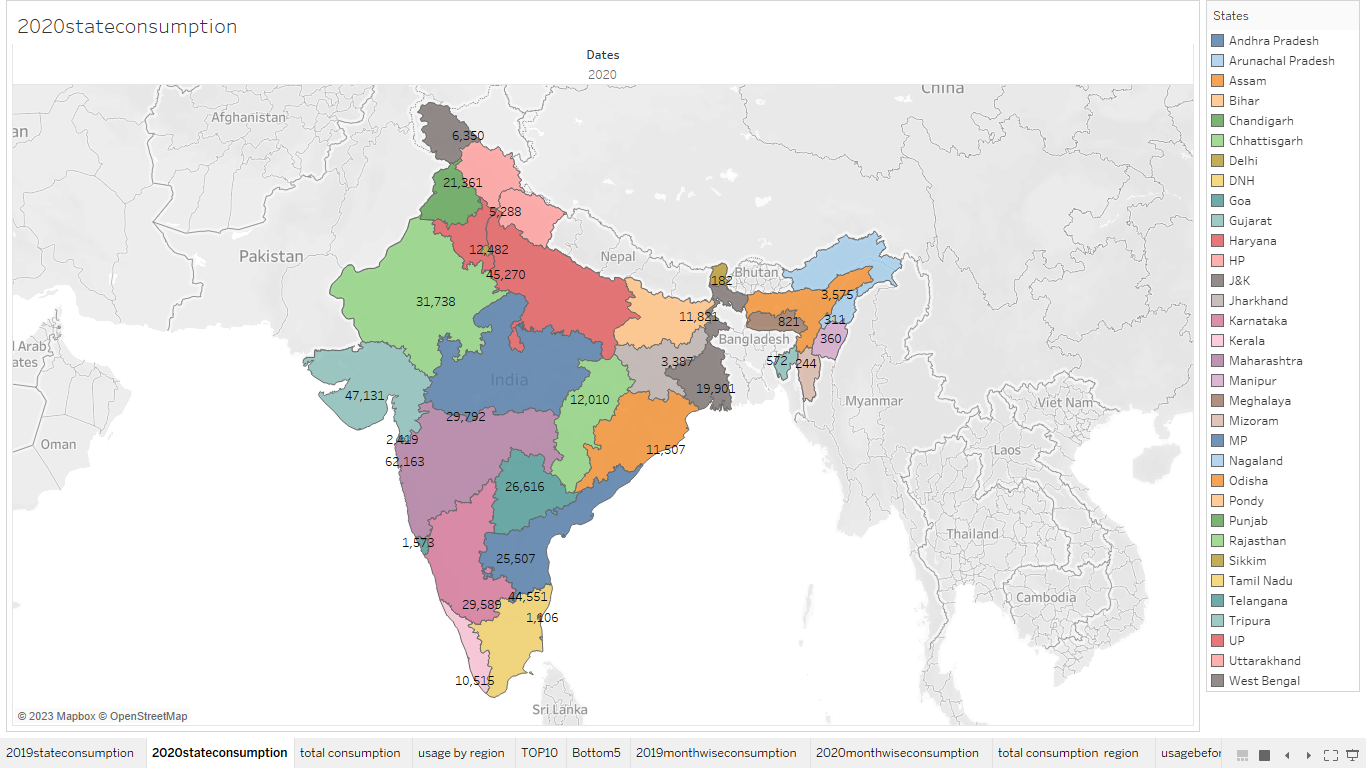 2020stateconsumption
Dates
2020
States
Andhra Pradesh
Arunachal Pradesh
Assam
Bihar
Chandigarh
Chhattisgarh
Delhi
DNH
Goa
Gujarat
Haryana
HP
J&K
Jharkhand
Karnataka
Kerala
Maharashtra
Manipur
Meghalaya
Mizoram
MP
Nagaland
Odisha
Pondy
Punjab
Rajasthan
Sikkim
Tamil Nadu
Telangana
Tripura
UP
Uttarakhand
West Bengal
China
Afghanistan
an
6,350
21,361
5,288
12,482
Pakistan
Nepal
45,270
Bhutan
182
31,738
3,575
11,821
821
311
Bangladesh
360
l Arab
ates
3,397
572
244
India
19,901
47,131
12,010
Myanmar
Viet Nam
29,792
2,419
Oman
11,507
Laos
62,163
26,616
Thailand
1,573
25,507
44,551
Cambodia
29,589
1,106
10,515
Sri Lanka
© 2023 Mapbox © OpenStreetMap
2019stateconsumption 2020stateconsumption total consumption usage by region TOP10 Bottom5 2019monthwiseconsumption 2020monthwiseconsumption total consumption region usagebefor